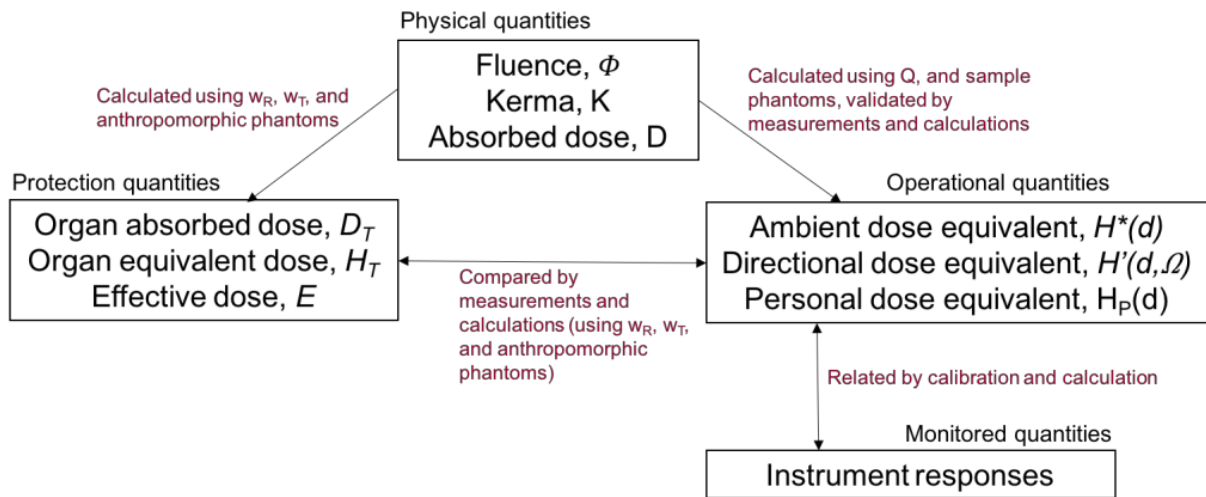 Physical quantities
Fluence, Φ
Kerma, K
Absorbed dose, D
Calculated using w_R, w_T, and
anthropomorphic phantoms
Calculated using Q, and sample
phantoms, validated by
measurements and calculations
Protection quantities
Organ absorbed dose, D_T
Organ equivalent dose, H_T
Effective dose, E
Operational quantities
Ambient dose equivalent, H*(d)
Directional dose equivalent, H'(d,Ω)
Personal dose equivalent, H_P(d)
Compared by
measurements and
calculations (using w_R, w_T,
and anthropomorphic
phantoms)
Related by calibration and calculation
Monitored quantities
Instrument responses